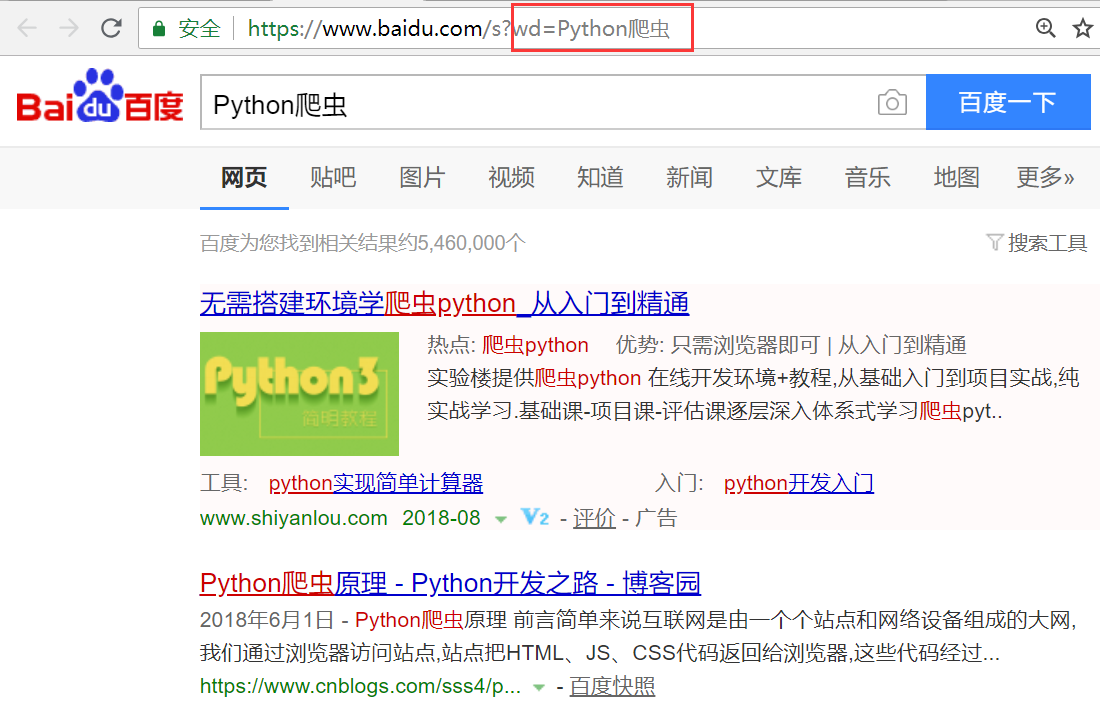 安全 https://www.baidu.com/s?wd=Python爬虫
Baidu百度 Python爬虫 百度一下
网页 贴吧 图片 视频 知道 新闻 文库 音乐 地图 更多»
百度为您找到相关结果约5,460,000个 搜索工具
无需搭建环境学爬虫python_从入门到精通
Python3
简明教程
热点: 爬虫python 优势: 只需浏览器即可 | 从入门到精通
实验楼提供爬虫python 在线开发环境+教程,从基础入门到项目实战,纯
实战学习.基础课-项目课-评估课逐层深入体系式学习爬虫pyt..
工具: python实现简单计算器 入门: python开发入门
www.shiyanlou.com 2018-08 V2 - 评价 - 广告
Python爬虫原理 - Python开发之路 - 博客园
2018年6月1日 - Python爬虫原理 前言简单来说互联网是由一个个站点和网络设备组成的大网,
我们通过浏览器访问站点,站点把HTML、JS、CSS代码返回给浏览器,这些代码经过...
https://www.cnblogs.com/sss4/p... - 百度快照